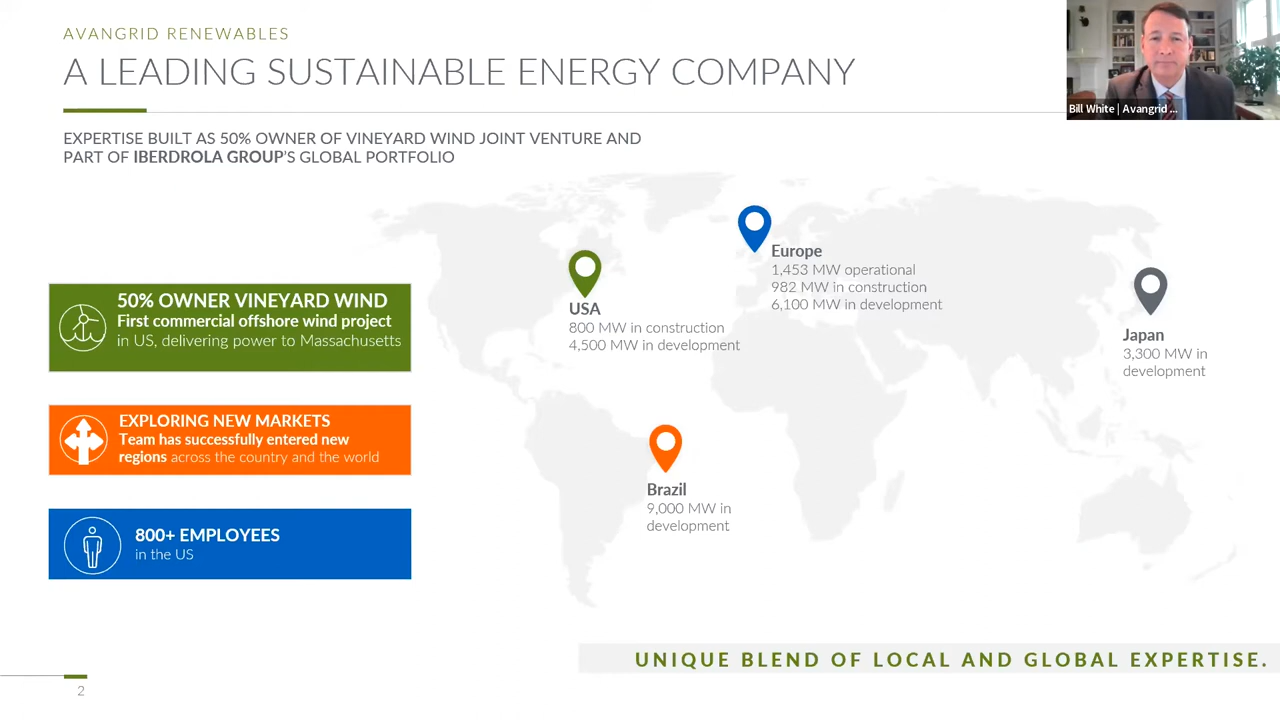 AVANGRID RENEWABLES
A LEADING SUSTAINABLE ENERGY COMPANY
Bill White | Avangrid ...
EXPERTISE BUILT AS 50% OWNER OF VINEYARD WIND JOINT VENTURE AND
PART OF IBERDROLA GROUP'S GLOBAL PORTFOLIO
50% OWNER VINEYARD WIND
First commercial offshore wind project
in US, delivering power to Massachusetts
EXPLORING NEW MARKETS
Team has successfully entered new
regions across the country and the world
800+ EMPLOYEES
in the US
USA
800 MW in construction
4,500 MW in development
Europe
1,453 MW operational
982 MW in construction
6,100 MW in development
Japan
3,300 MW in
development
Brazil
9,000 MW in
development
UNIQUE BLEND OF LOCAL AND GLOBAL EXPERTISE.
2